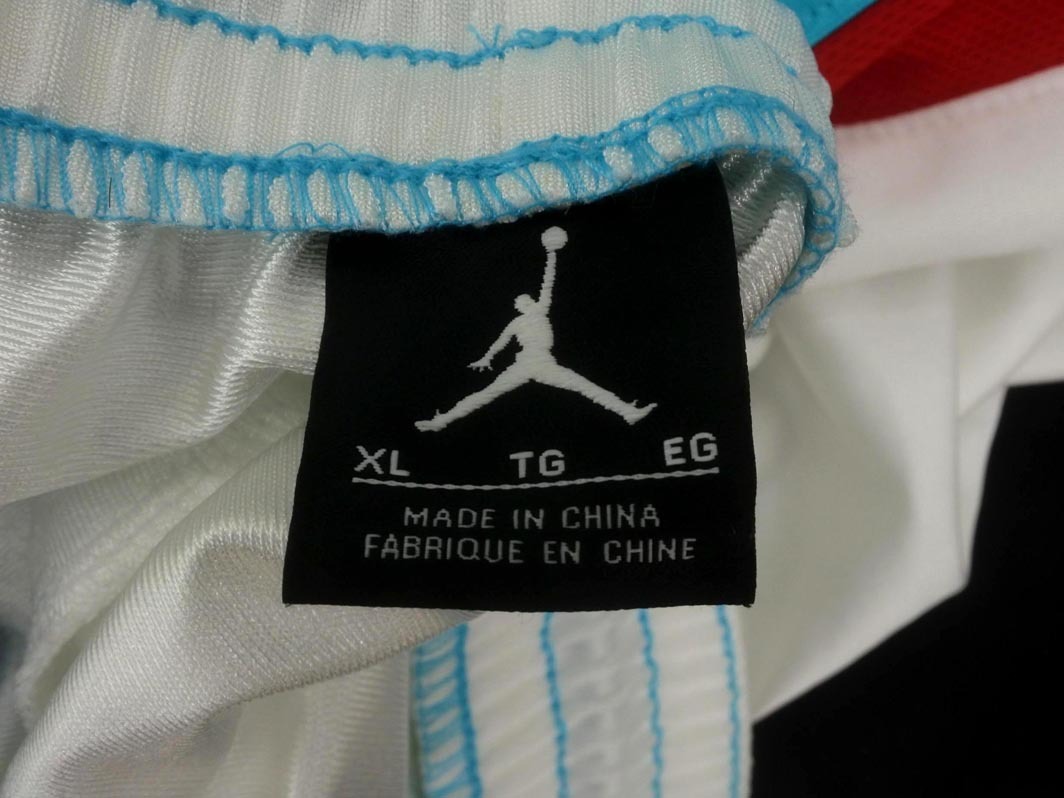 XL TG EG
MADE IN CHINA
FABRIQUE EN CHINE